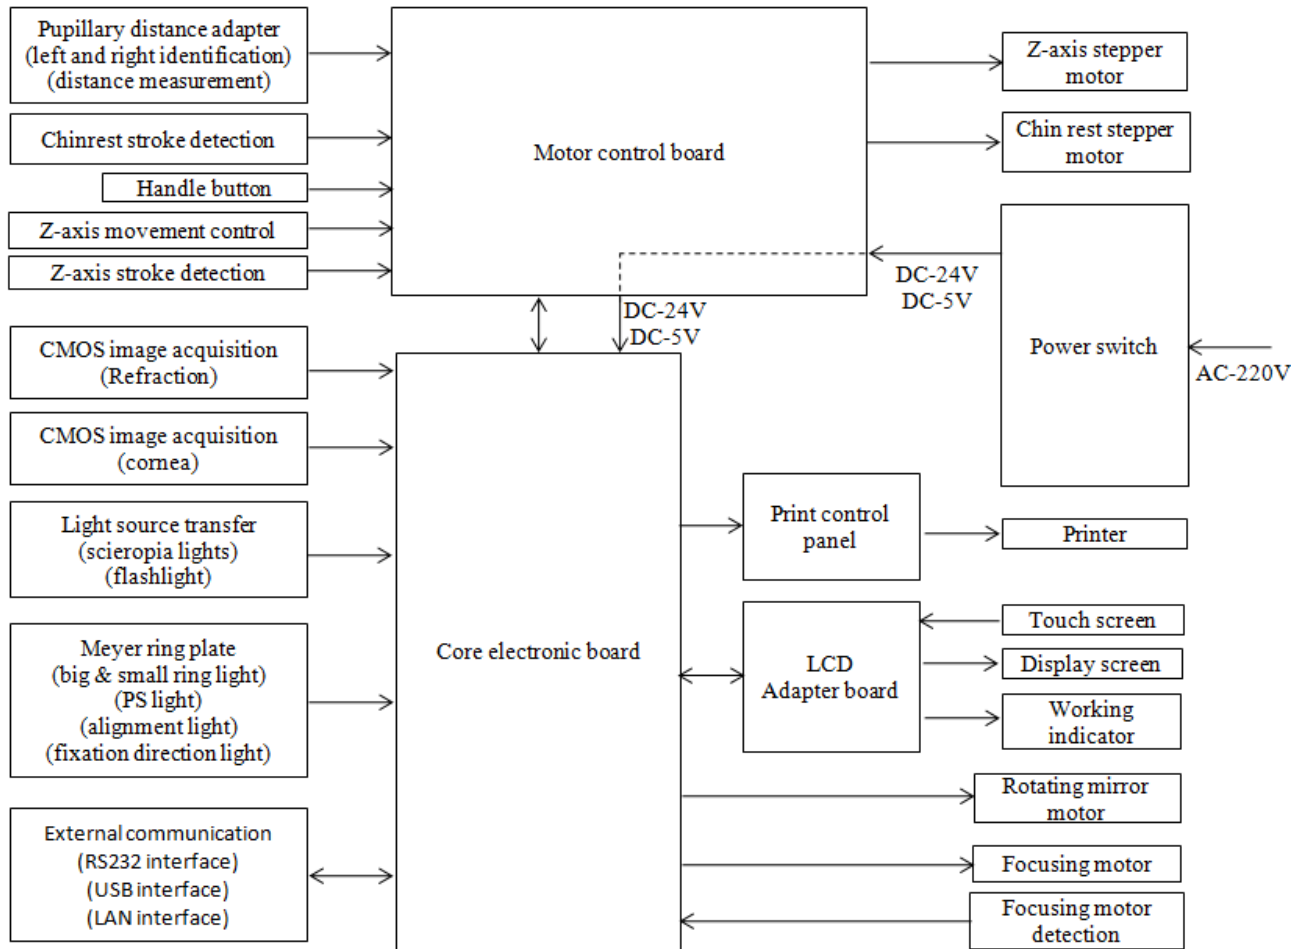 Pupillary distance adapter
(left and right identification)
(distance measurement)
Chinrest stroke detection
Handle button
Z-axis movement control
Z-axis stroke detection
Motor control board
Z-axis stepper
motor
Chin rest stepper
motor
DC-24V
DC-5V
DC-24V
DC-5V
Power switch
AC-220V
CMOS image acquisition
(Refraction)
CMOS image acquisition
(cornea)
Light source transfer
(scieropia lights)
(flashlight)
Meyer ring plate
(big & small ring light)
(PS light)
(alignment light)
(fixation direction light)
External communication
(RS232 interface)
(USB interface)
(LAN interface)
Core electronic board
Print control
panel
Printer
LCD
Adapter board
Touch screen
Display screen
Working
indicator
Rotating mirror
motor
Focusing motor
Focusing motor
detection